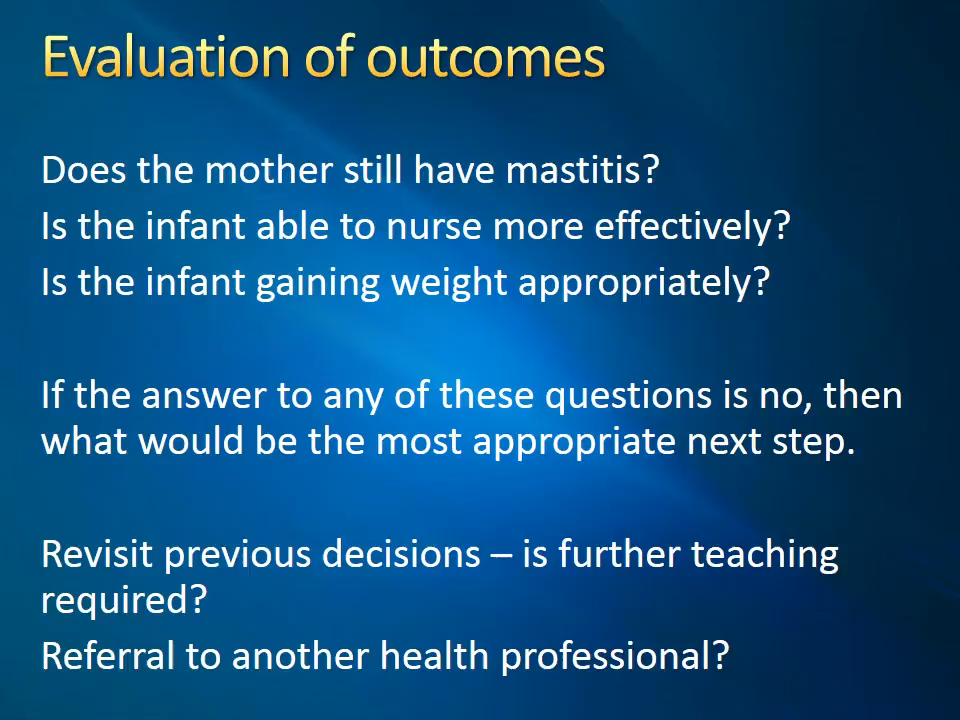 Evaluation of outcomes
Does the mother still have mastitis?
Is the infant able to nurse more effectively?
Is the infant gaining weight appropriately?
If the answer to any of these questions is no, then
what would be the most appropriate next step.
Revisit previous decisions – is further teaching
required?
Referral to another health professional?